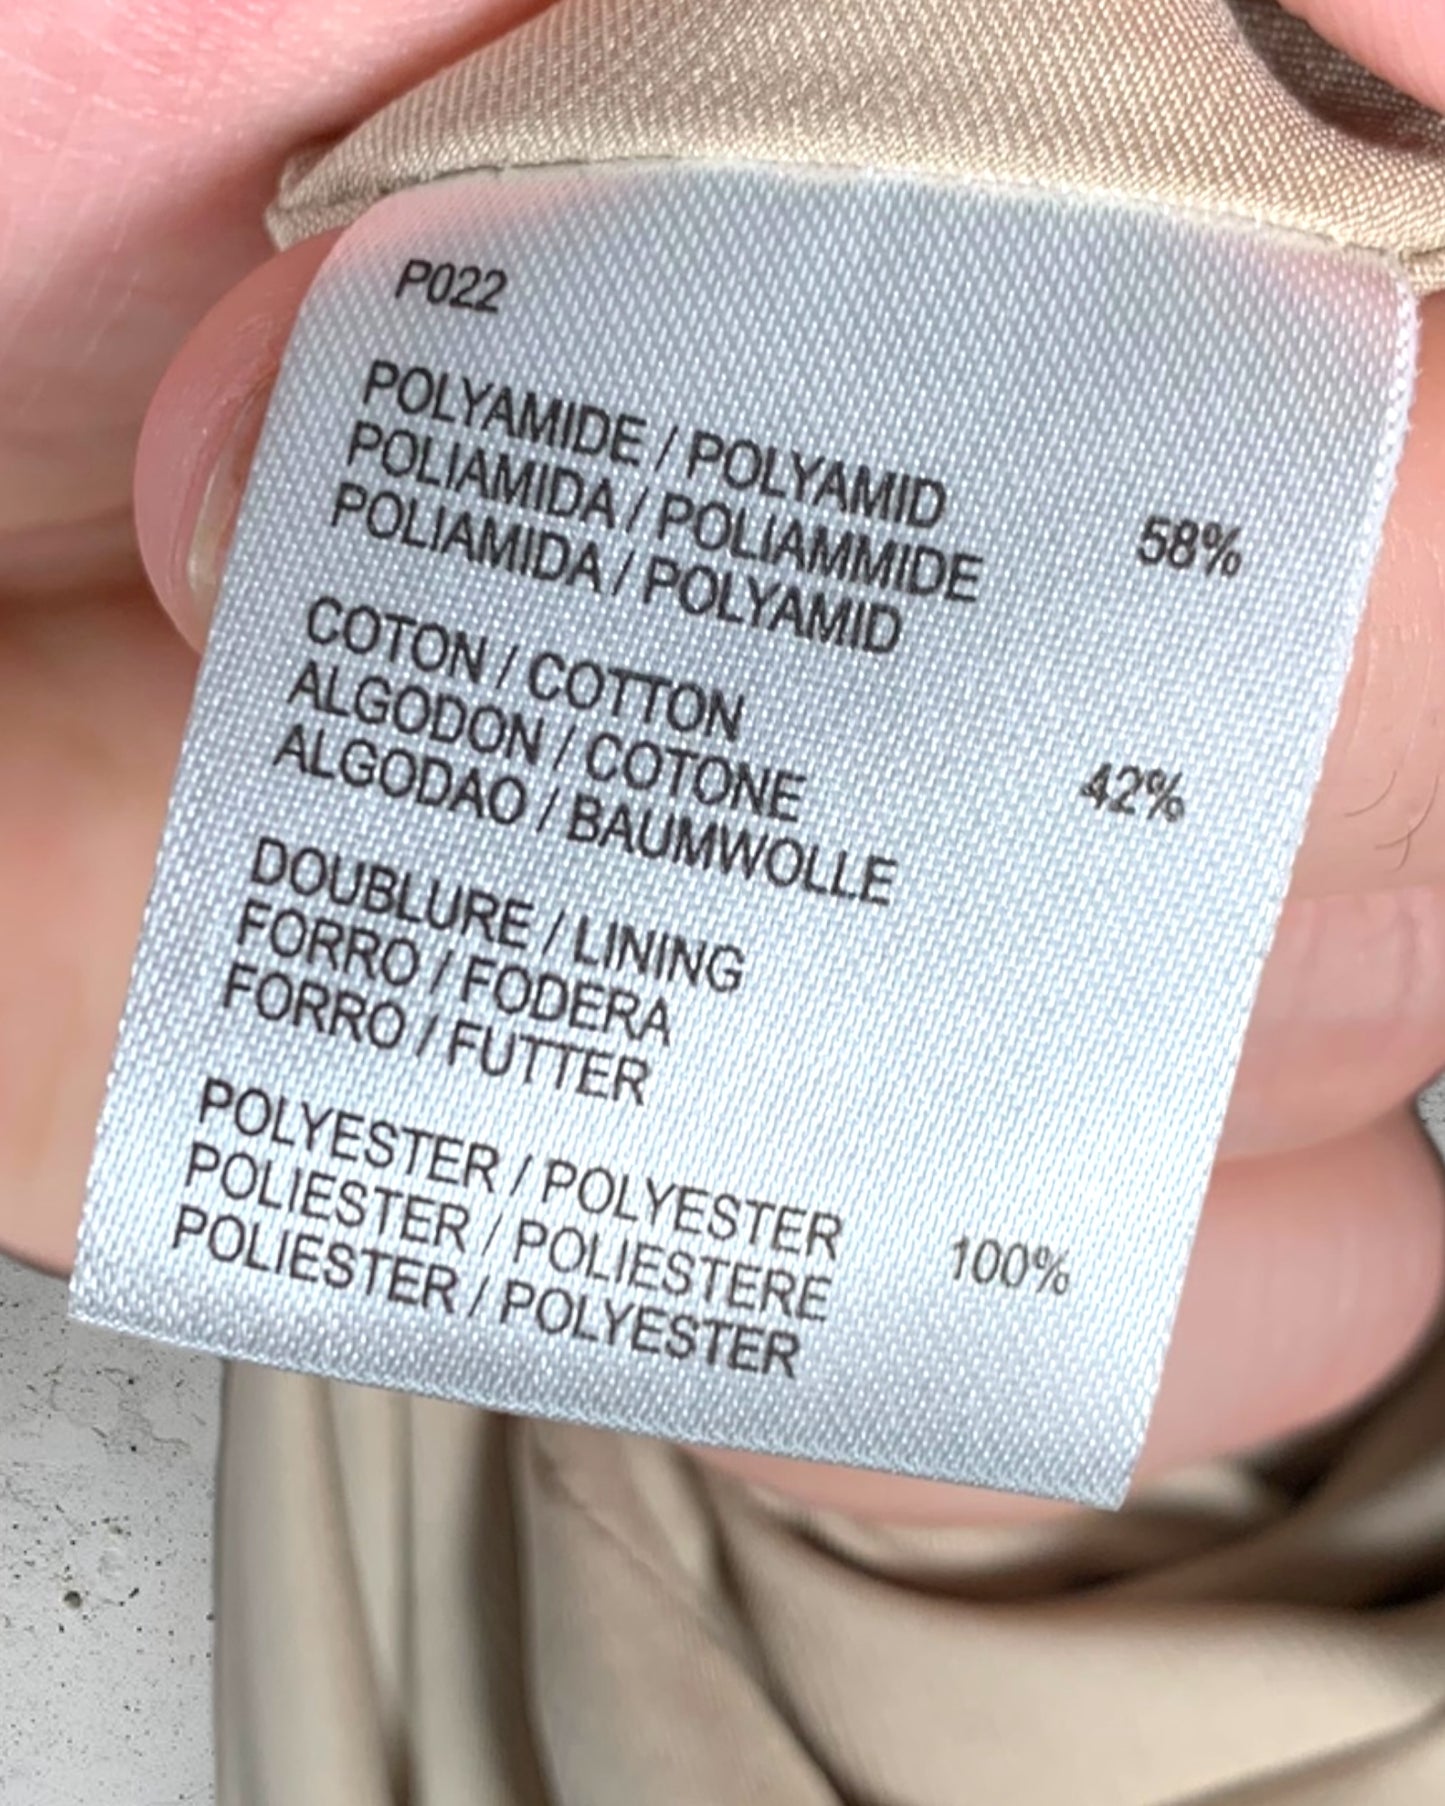 P022
POLYAMIDE / POLYAMID
POLIAMIDA / POLIAMMIDE 58%
POLIAMIDA / POLYAMID
COTON / COTTON
ALGODON / COTONE 42%
ALGODAO / BAUMWOLLE
DOUBLURE / LINING
FORRO / FODERA
FORRO / FUTTER
POLYESTER / POLYESTER
POLIESTER / POLIESTERE 100%
POLIESTER / POLYESTER